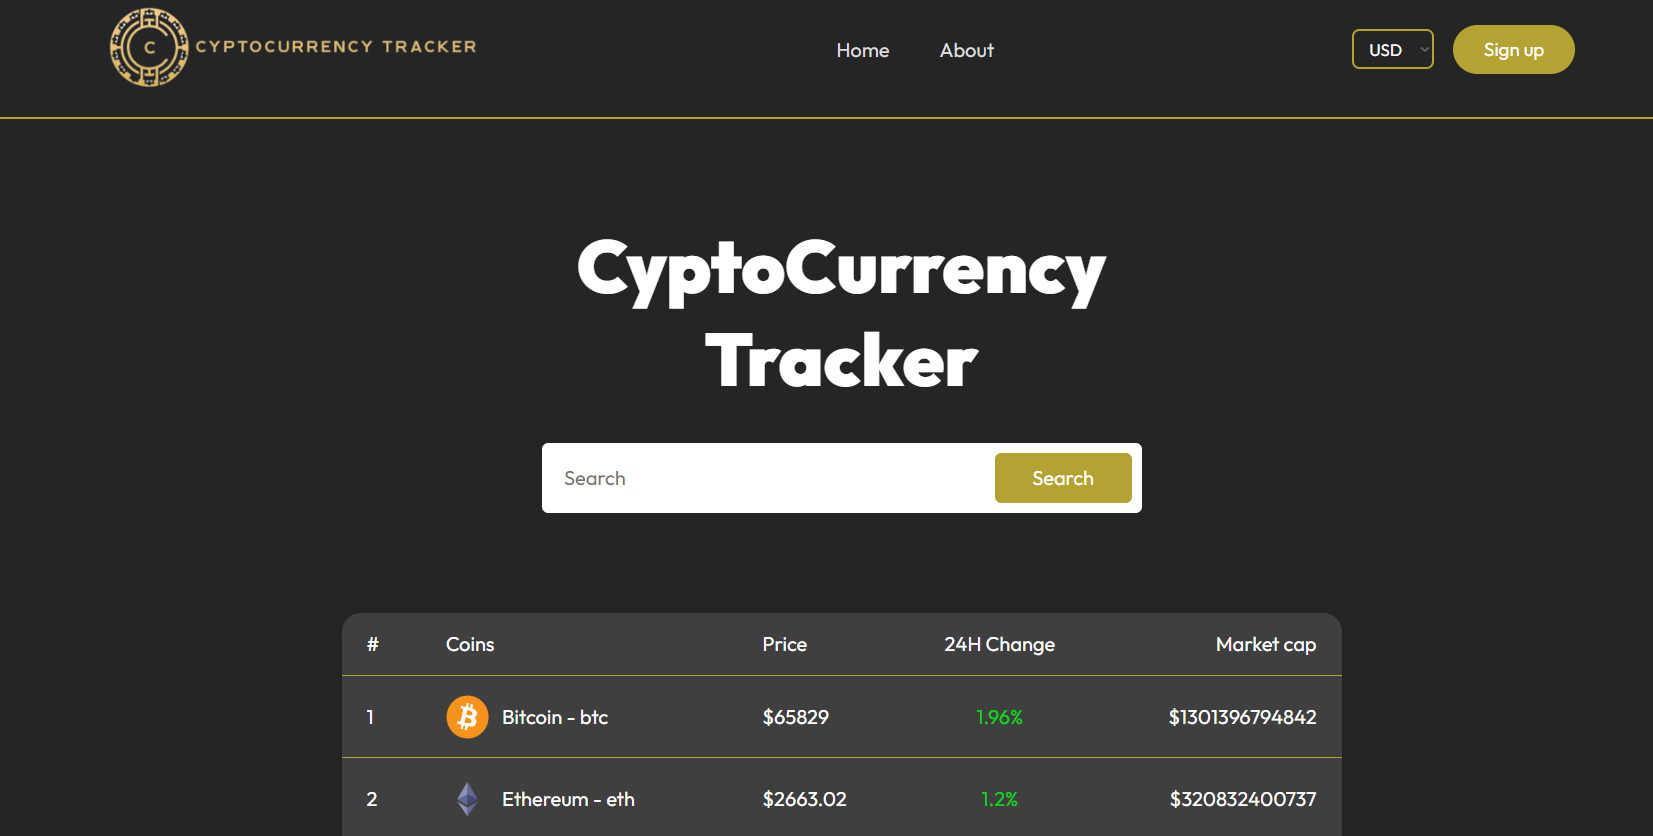 C CYPTOCURRENCY TRACKER
Home About
USD
Sign up
CyptoCurrency
Tracker
Search Search
# Coins Price 24H Change Market cap
1 Bitcoin - btc $65829 1.96% $1301396794842
2 Ethereum - eth $2663.02 1.2% $320832400737